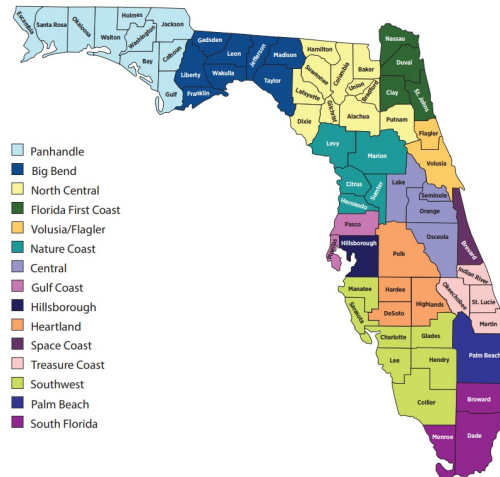 Escambia
Santa Rosa
Okaloosa
Walton
Holmes
Washington
Jackson
Bay
Calhoun
Gulf
Gadsden
Liberty
Franklin
Leon
Wakulla
Jefferson
Madison
Taylor
Hamilton
Suwannee
Lafayette
Dixie
Columbia
Gilchrist
Baker
Union
Bradford
Alachua
Putnam
Nassau
Duval
Clay
St. Johns
Flagler
Volusia
Levy
Marion
Citrus
Hernando
Sumter
Lake
Seminole
Orange
Osceola
Brevard
Pasco
Pinellas
Hillsborough
Polk
Indian River
Manatee
Hardee
Highlands
Okeechobee
St. Lucie
Sarasota
DeSoto
Martin
Charlotte
Glades
Lee
Hendry
Palm Beach
Collier
Broward
Monroe
Dade
Panhandle
Big Bend
North Central
Florida First Coast
Volusia/Flagler
Nature Coast
Central
Gulf Coast
Hillsborough
Heartland
Space Coast
Treasure Coast
Southwest
Palm Beach
South Florida